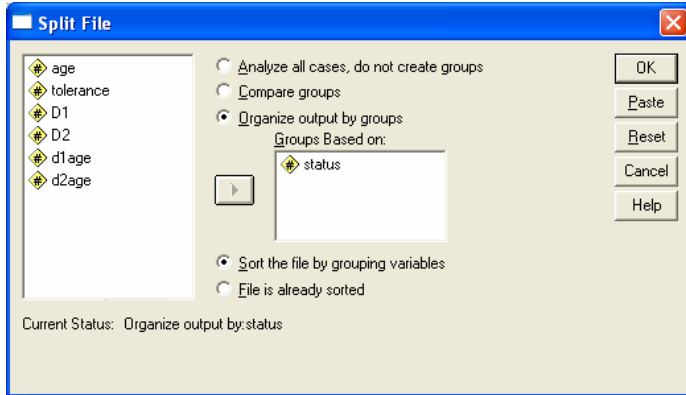 Split File
age
tolerance
D1
D2
d1age
d2age
Analyze all cases, do not create groups
Compare groups
Organize output by groups
Groups Based on:
status
Sort the file by grouping variables
File is already sorted
OK
Paste
Reset
Cancel
Help
Current Status: Organize output by:status